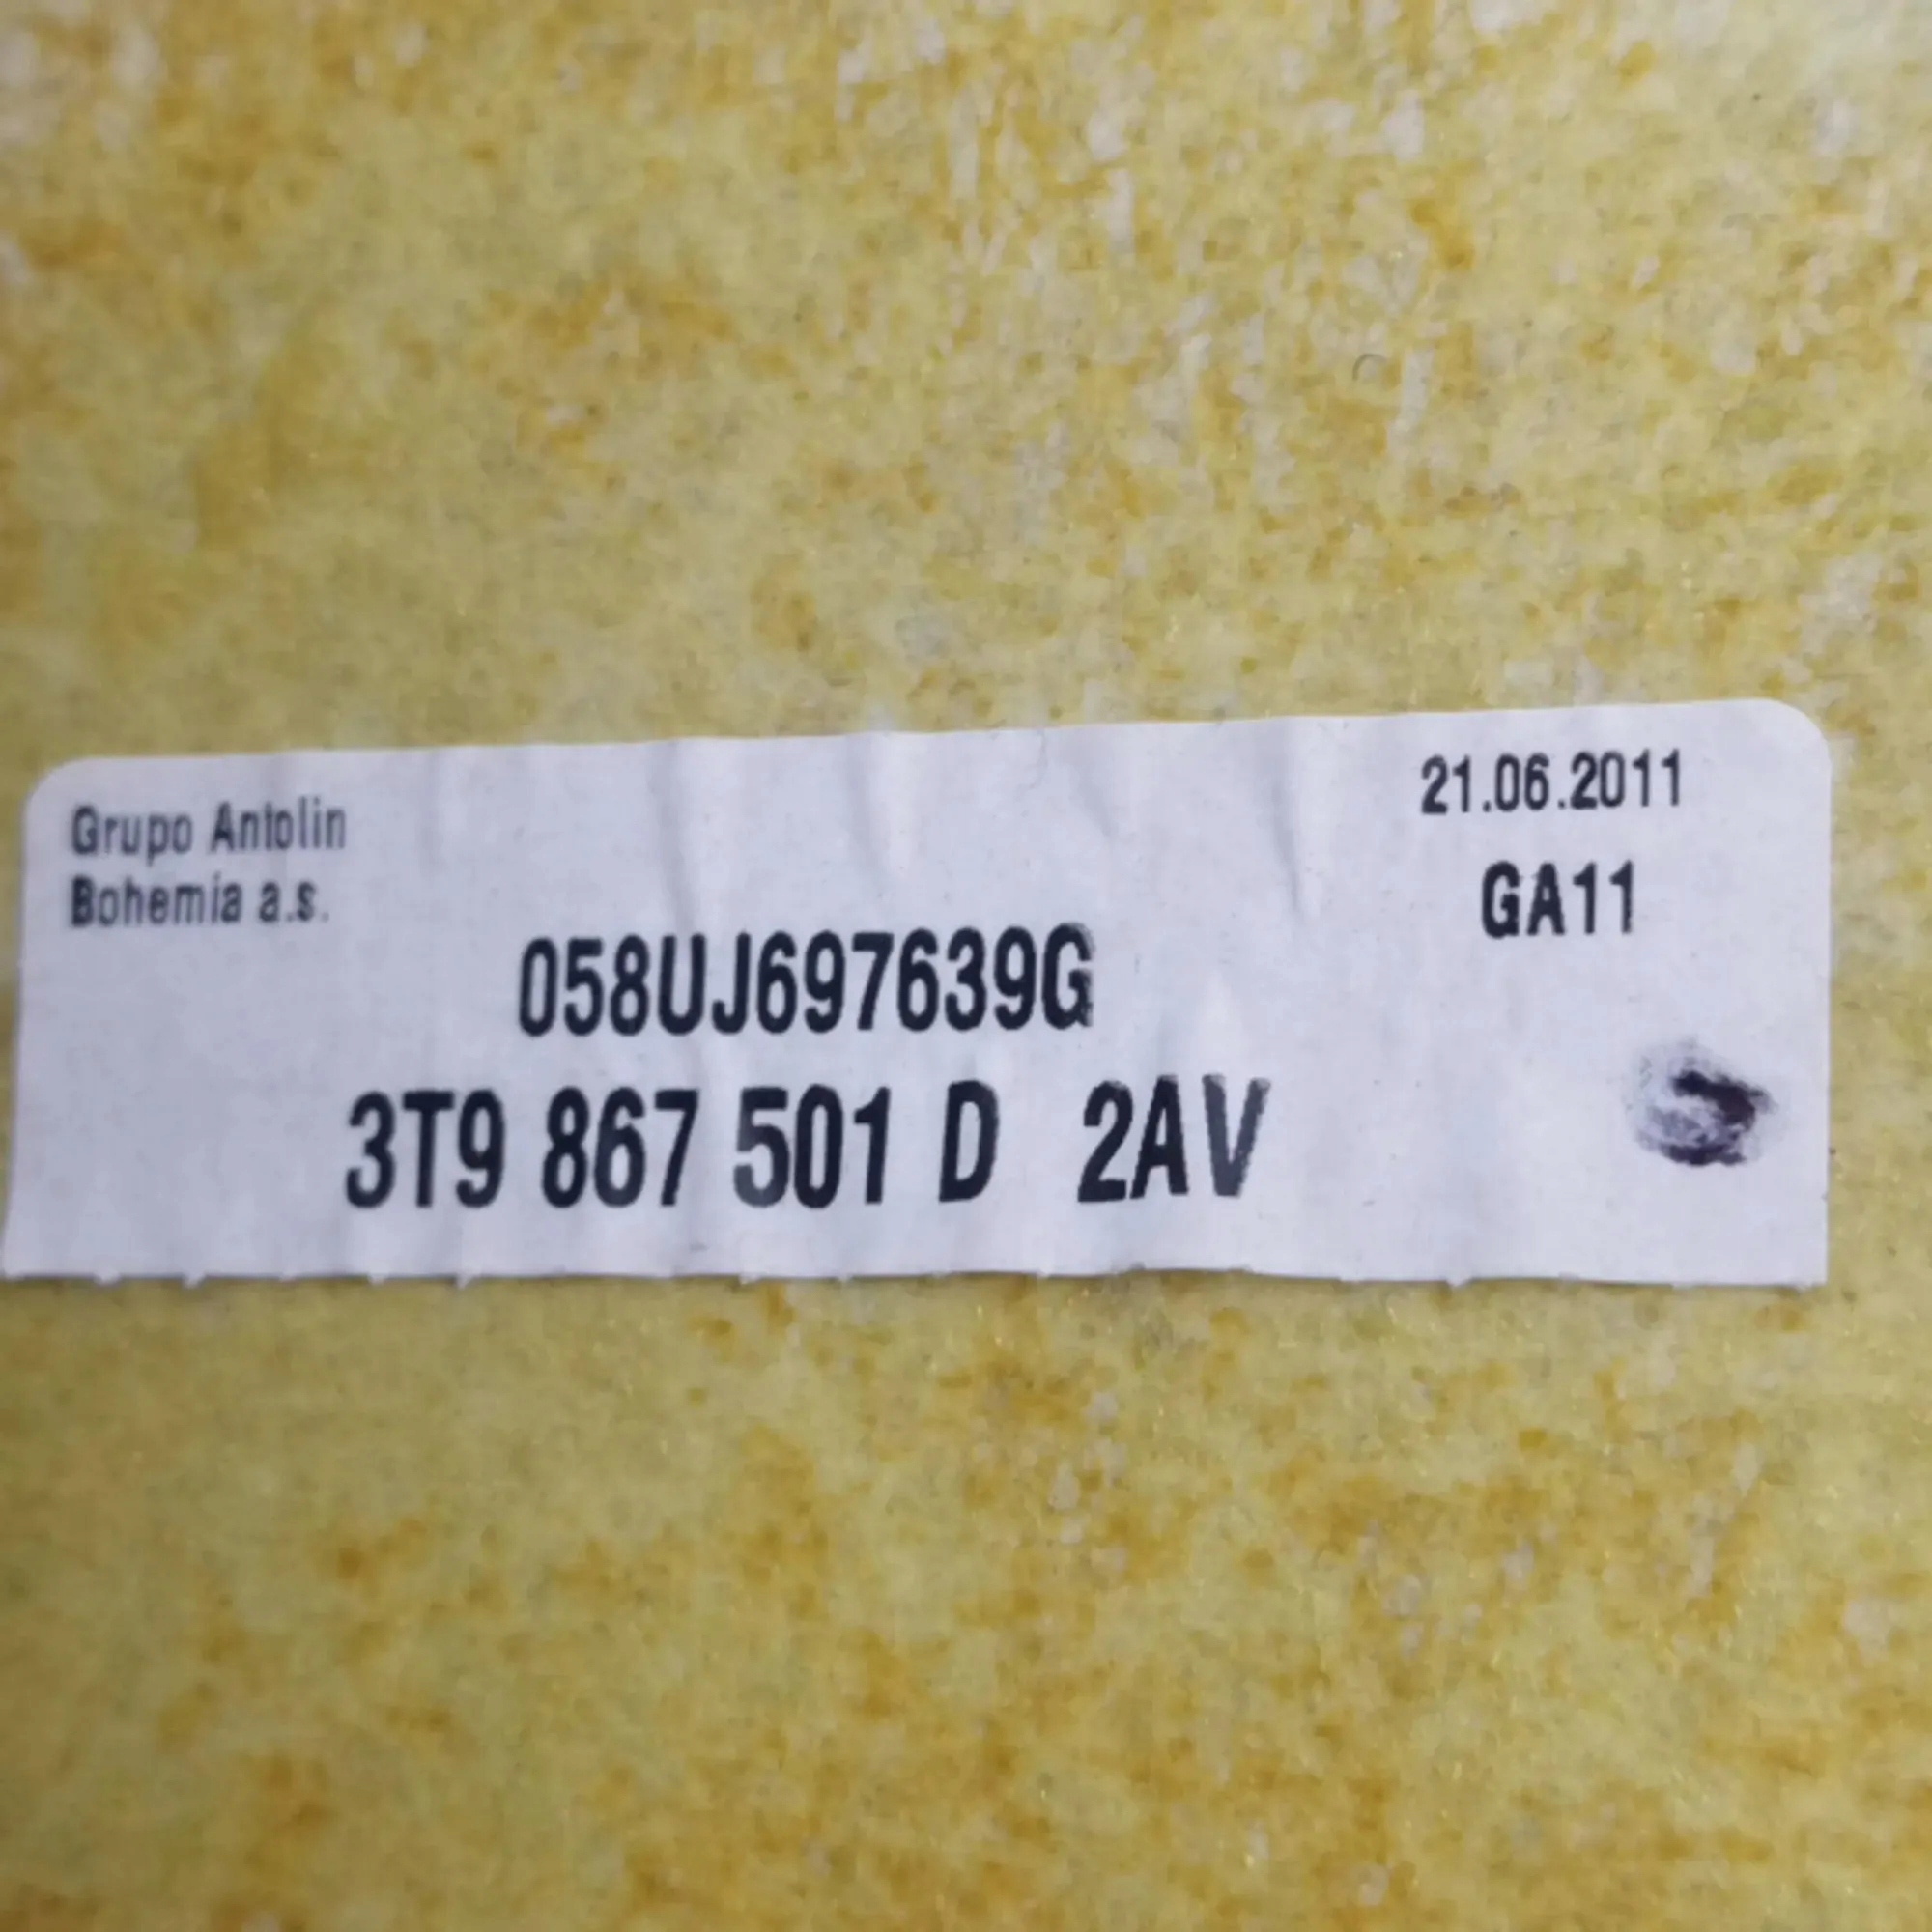 Grupo Antolin
Bohemia a.s.
21.06.2011
GA11
058UJ697639G
3T9 867 501 D 2AV